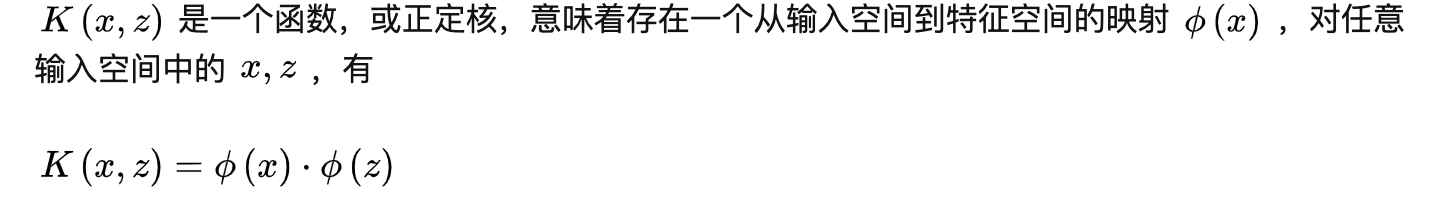 K (x, z) 是一个函数，或正定核，意味着存在一个从输入空间到特征空间的映射 ϕ (x) ，对任意
输入空间中的 x, z ，有
K (x, z) = ϕ (x) · ϕ (z)